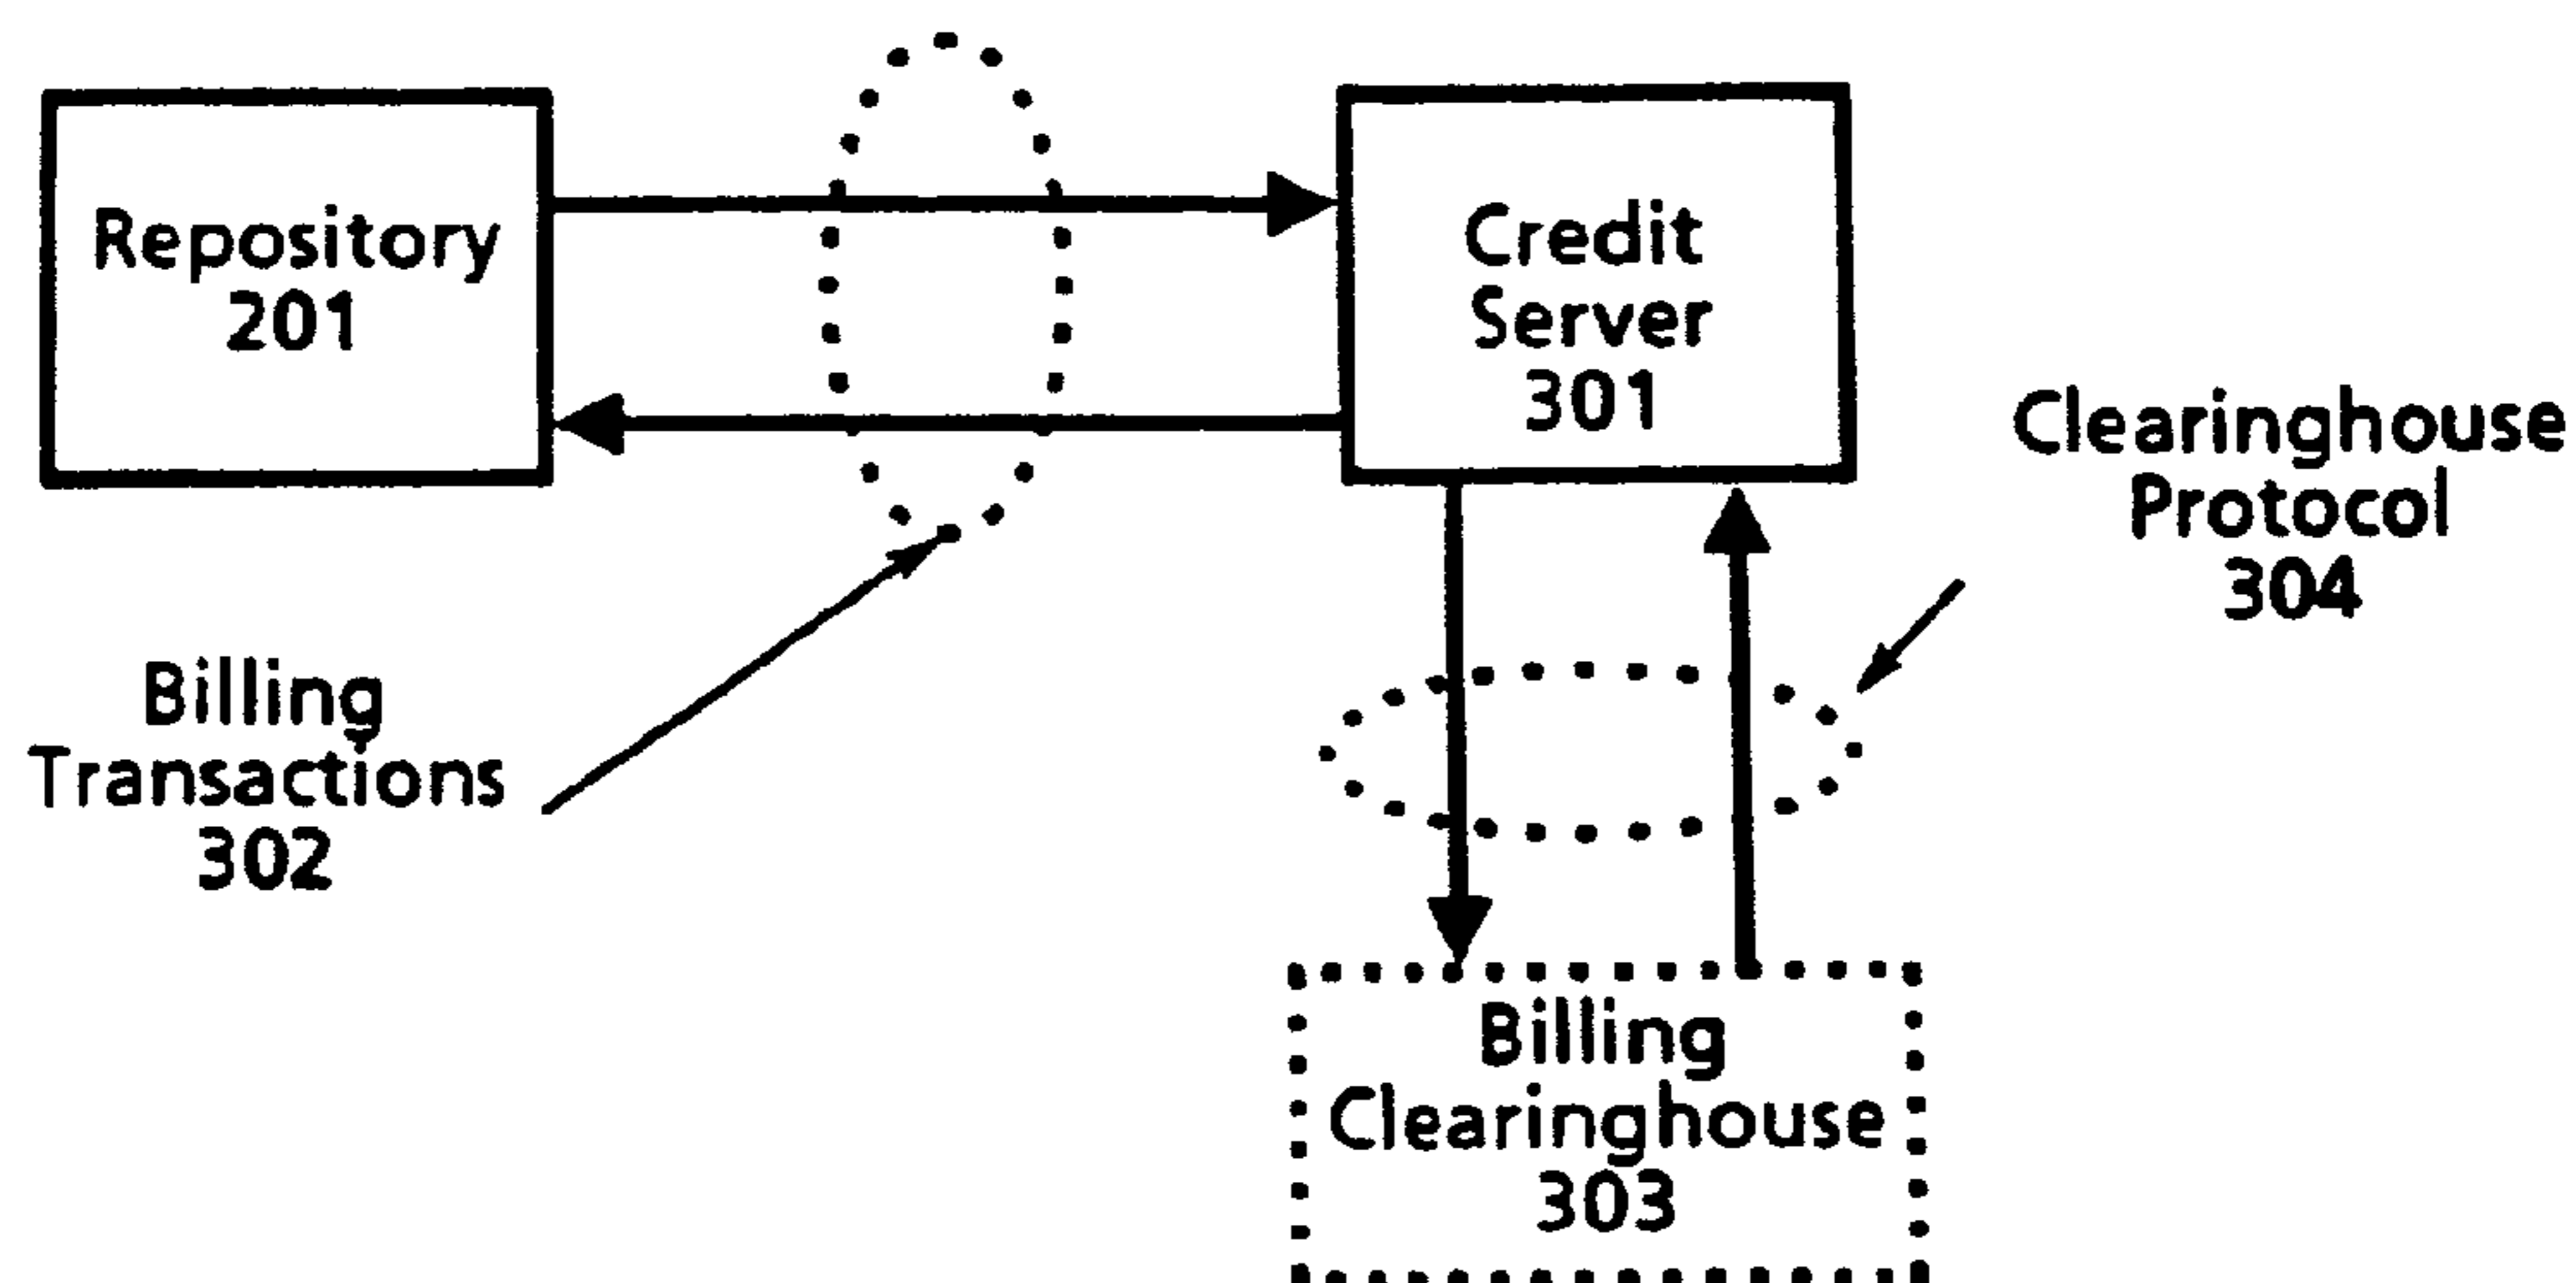 Repository
201
Credit
Server
301
Clearinghouse
Protocol
304
Billing
Transactions
302
Billing
Clearinghouse
303